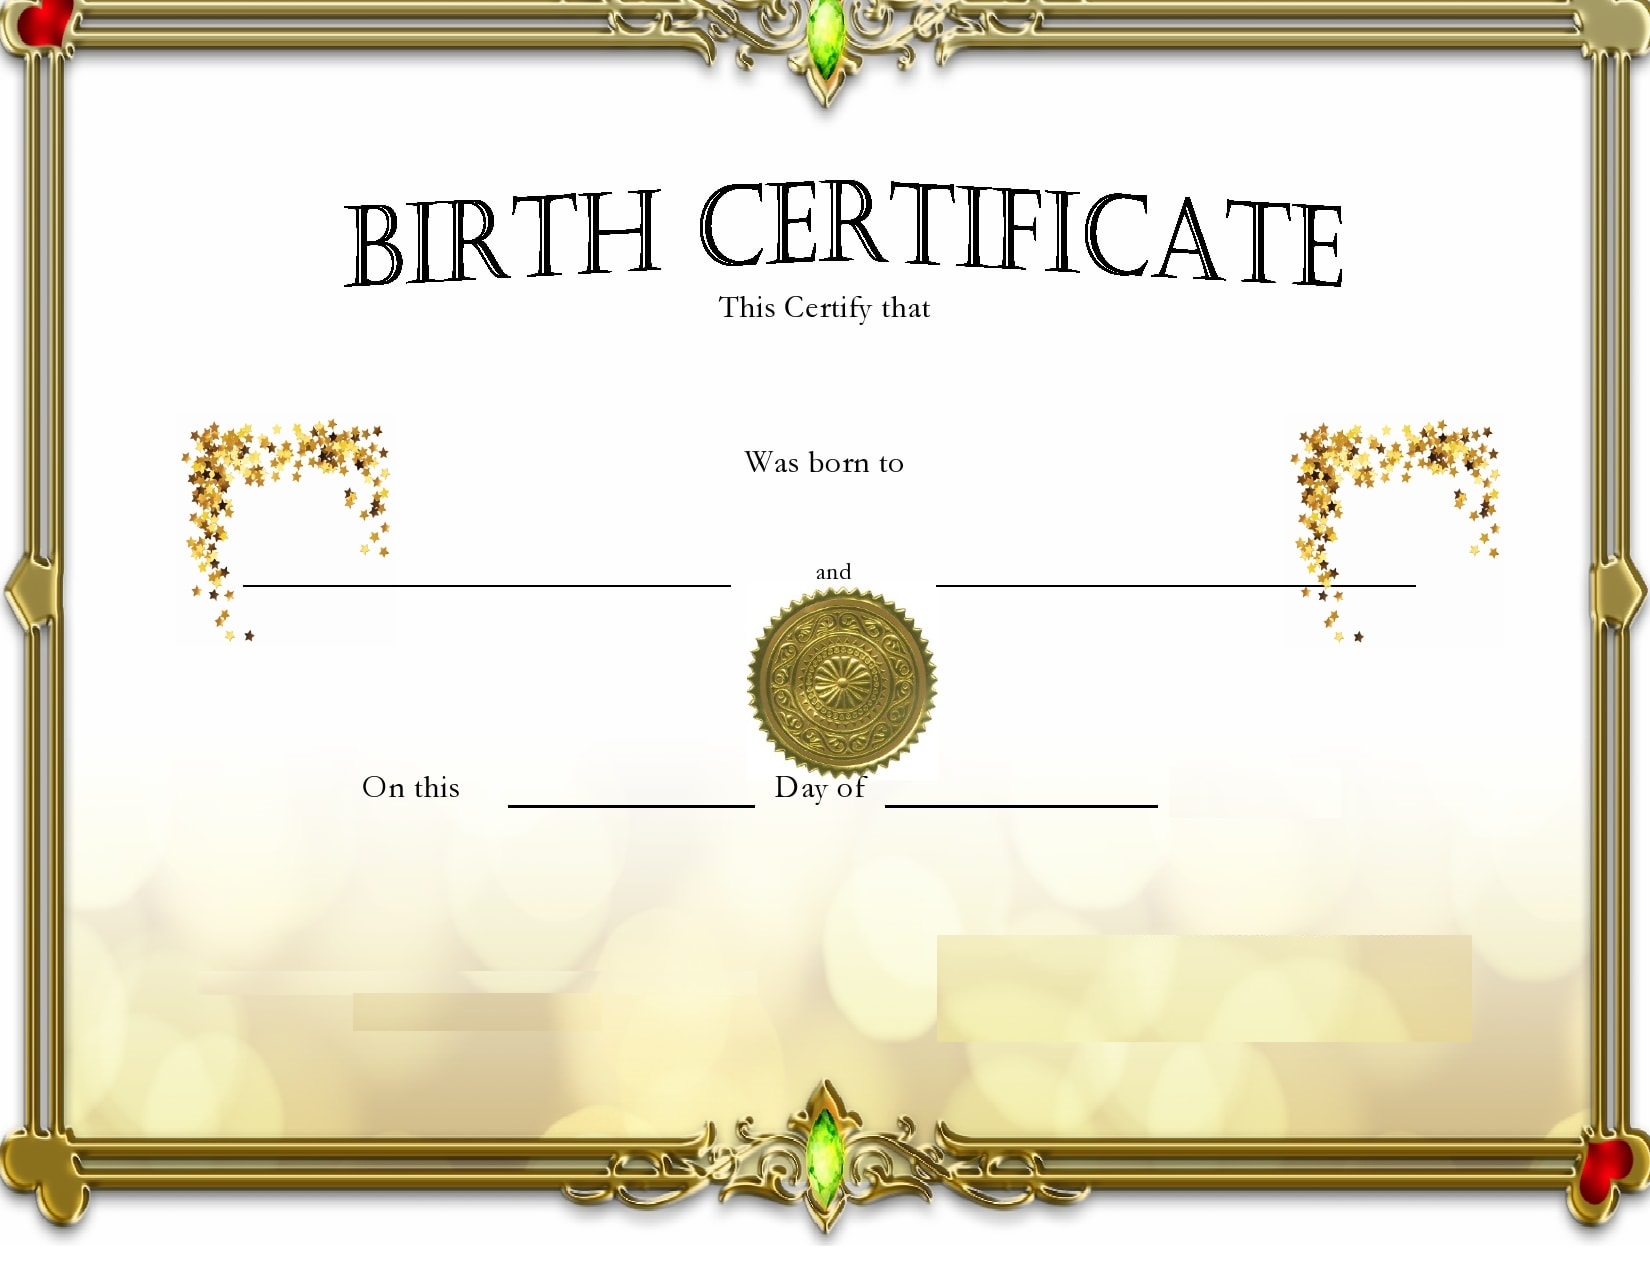 BIRTH CERTIFICATE
This Certify that
Was born to
and
On this Day of